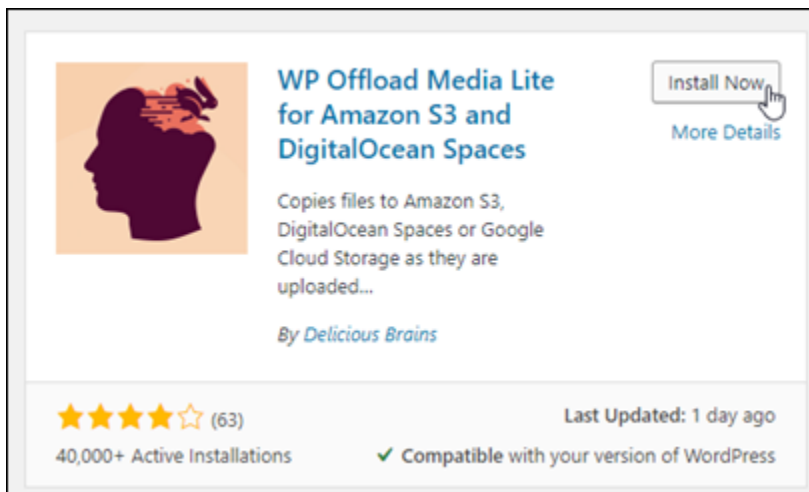 WP Offload Media Lite
for Amazon S3 and
DigitalOcean Spaces
Install Now
More Details
Copies files to Amazon S3,
DigitalOcean Spaces or Google
Cloud Storage as they are
uploaded...
By Delicious Brains
(63)
Last Updated: 1 day ago
40,000+ Active Installations
Compatible with your version of WordPress